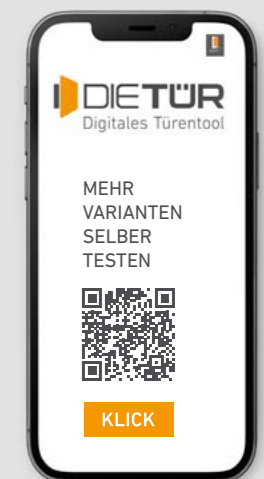 DIETÜR
Digitales Türentool
MEHR
VARIANTEN
SELBER
TESTEN
KLICK